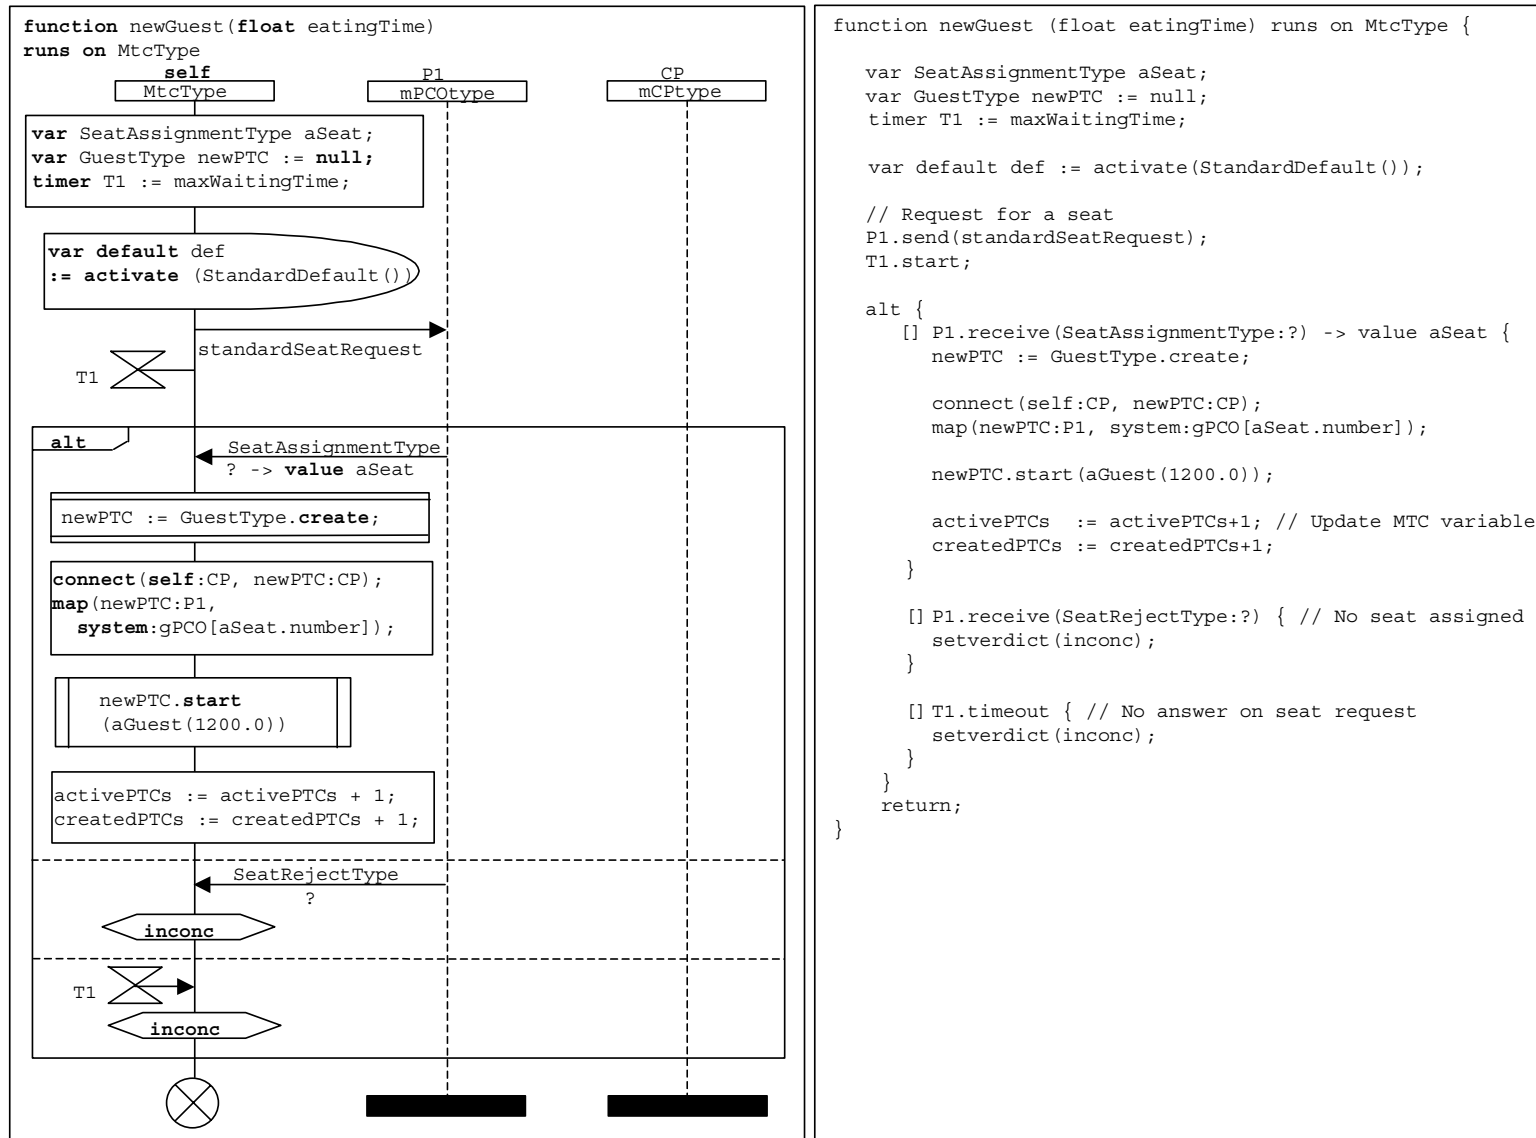 function newGuest(float eatingTime)
runs on MtcType
self
MtcType
P1
mPCOtype
CP
mCPtype
var SeatAssignmentType aSeat;
var GuestType newPTC := null;
timer T1 := maxWaitingTime;
var default def
:= activate (StandardDefault())
standardSeatRequest
T1
alt
SeatAssignmentType
? -> value aSeat
newPTC := GuestType.create;
connect(self:CP, newPTC:CP);
map(newPTC:P1,
system:gPCO[aSeat.number]);
newPTC.start
(aGuest(1200.0))
activePTCs := activePTCs + 1;
createdPTCs := createdPTCs + 1;
SeatRejectType
?
inconc
T1
inconc
function newGuest (float eatingTime) runs on MtcType {
var SeatAssignmentType aSeat;
var GuestType newPTC := null;
timer T1 := maxWaitingTime;
var default def := activate(StandardDefault());
// Request for a seat
P1.send(standardSeatRequest);
T1.start;
alt {
[] P1.receive(SeatAssignmentType:?) -> value aSeat {
newPTC := GuestType.create;
connect(self:CP, newPTC:CP);
map(newPTC:P1, system:gPCO[aSeat.number]);
newPTC.start(aGuest(1200.0));
activePTCs  := activePTCs+1; // Update MTC variable
createdPTCs := createdPTCs+1;
}
[] P1.receive(SeatRejectType:?) { // No seat assigned
setverdict(inconc);
}
[] T1.timeout { // No answer on seat request
setverdict(inconc);
}
}
return;
}